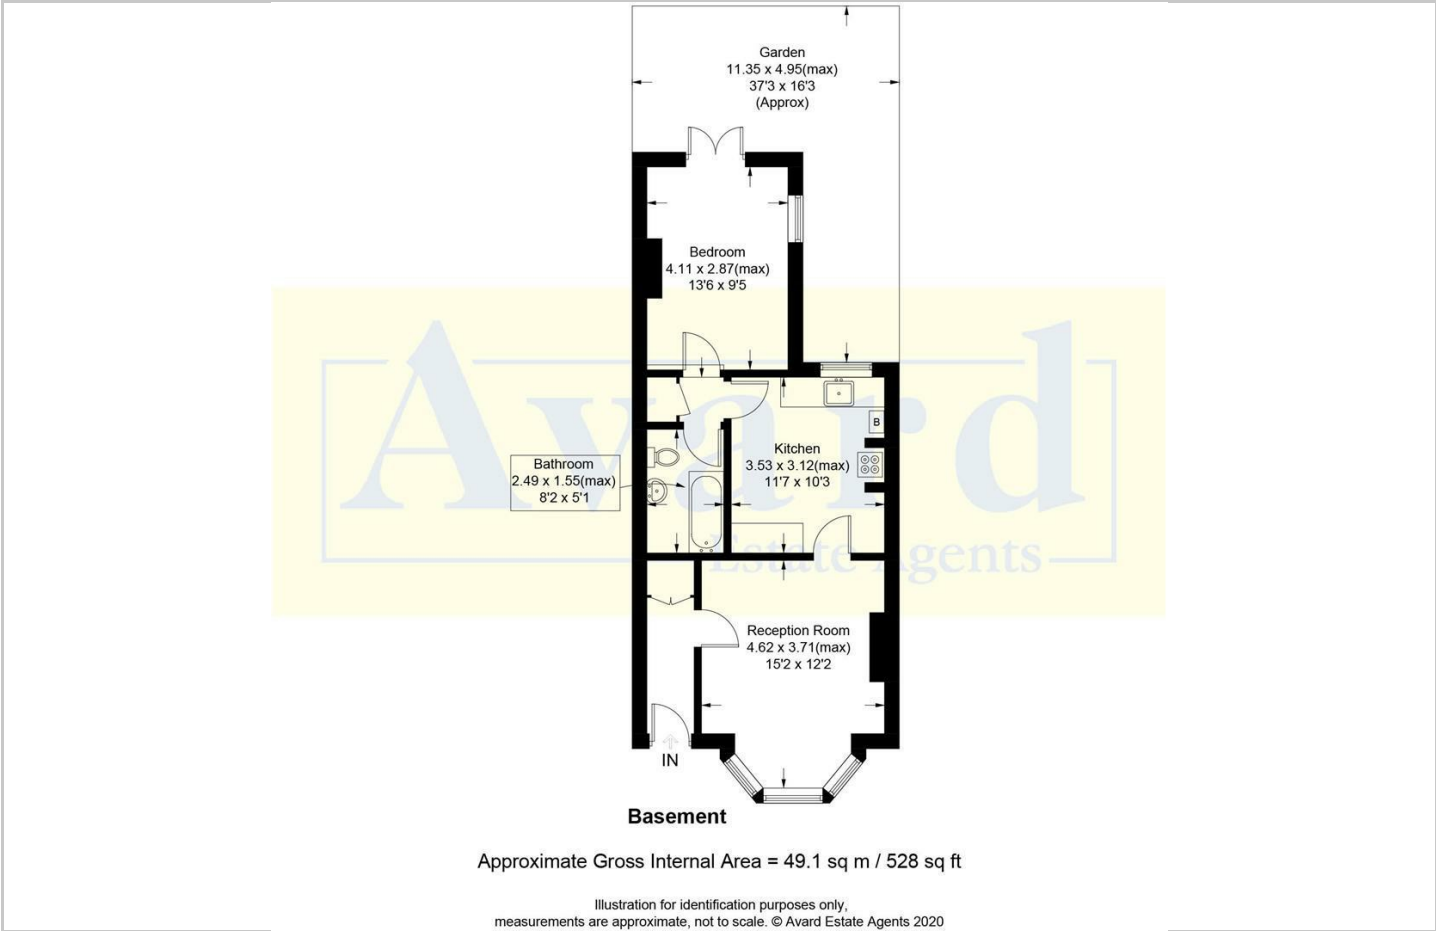 Garden
11.35 x 4.95(max)
37'3 x 16'3
(Approx)
Bedroom
4.11 x 2.87(max)
13'6 x 9'5
B
Kitchen
3.53 x 3.12(max)
11'7 x 10'3
Bathroom
2.49 x 1.55(max)
8'2 x 5'1
Avard
Estate Agents
Reception Room
4.62 x 3.71(max)
15'2 x 12'2
IN
Basement
Approximate Gross Internal Area = 49.1 sq m / 528 sq ft
Illustration for identification purposes only,
measurements are approximate, not to scale. © Avard Estate Agents 2020